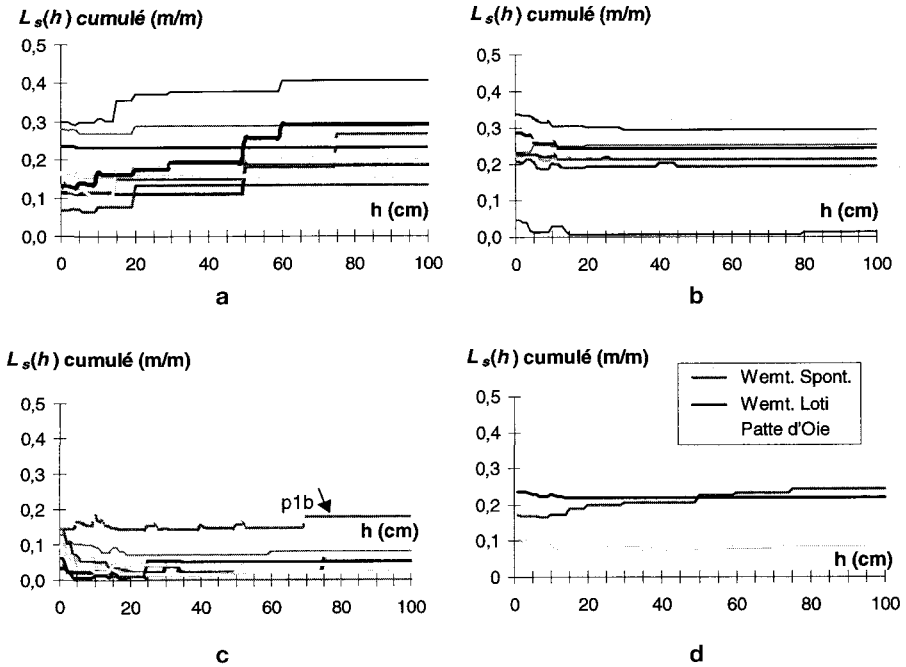 L s(h) cumulé (m/m)
0,5
0,4
0,3
0,2
0,1
0,0
h (cm)
0 20 40 60 80 100
a
L s(h) cumulé (m/m)
0,5
0,4
0,3
0,2
0,1
0,0
h (cm)
0 20 40 60 80 100
b
L s(h) cumulé (m/m)
0,5
0,4
0,3
0,2
0,1
0,0
p1b
h (cm)
0 20 40 60 80 100
c
L s(h) cumulé (m/m)
0,5
0,4
0,3
0,2
0,1
0
Wemt. Spont.
Wemt. Loti
Patte d'Oie
h (cm)
0 20 40 60 80 100
d